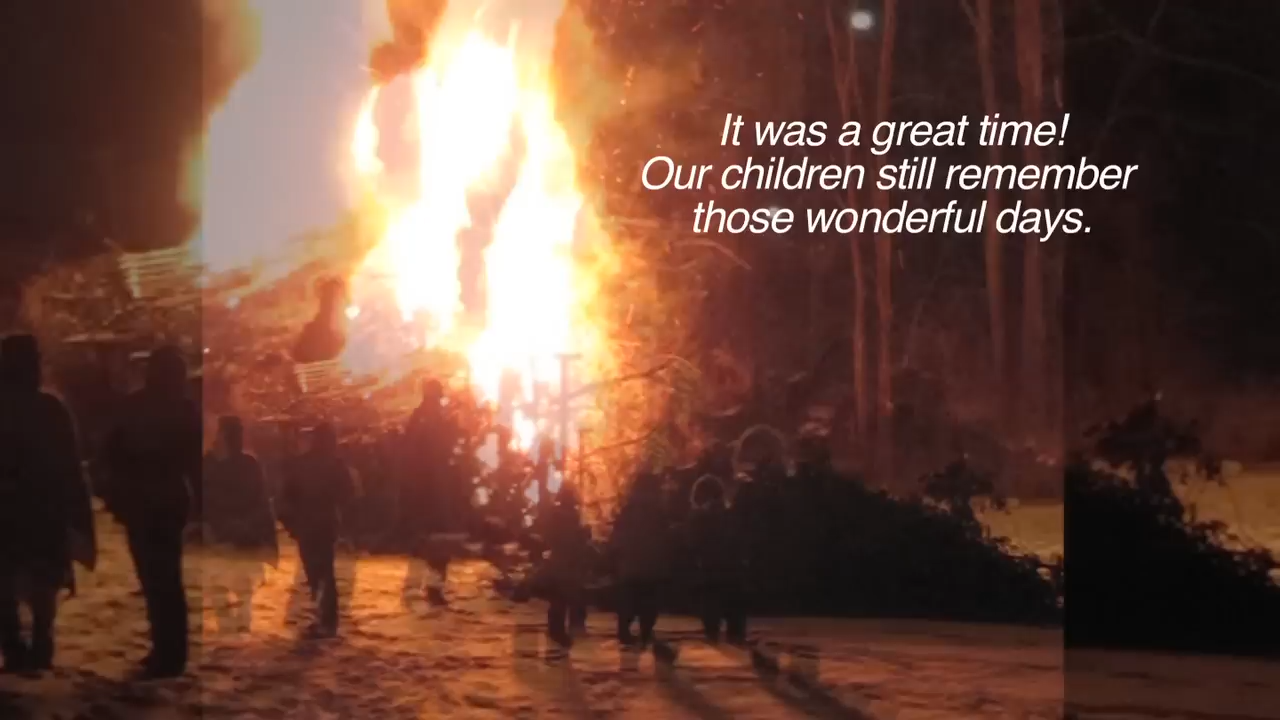 It was a great time!
Our children still remember
those wonderful days.